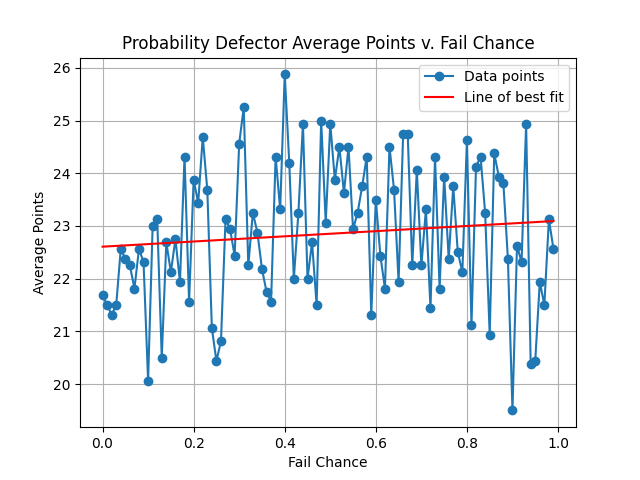 Probability Defector Average Points v. Fail Chance
Data points
Line of best fit
26
25
24
23
22
21
20
Average Points
0.0 0.2 0.4 0.6 0.8 1.0
Fail Chance